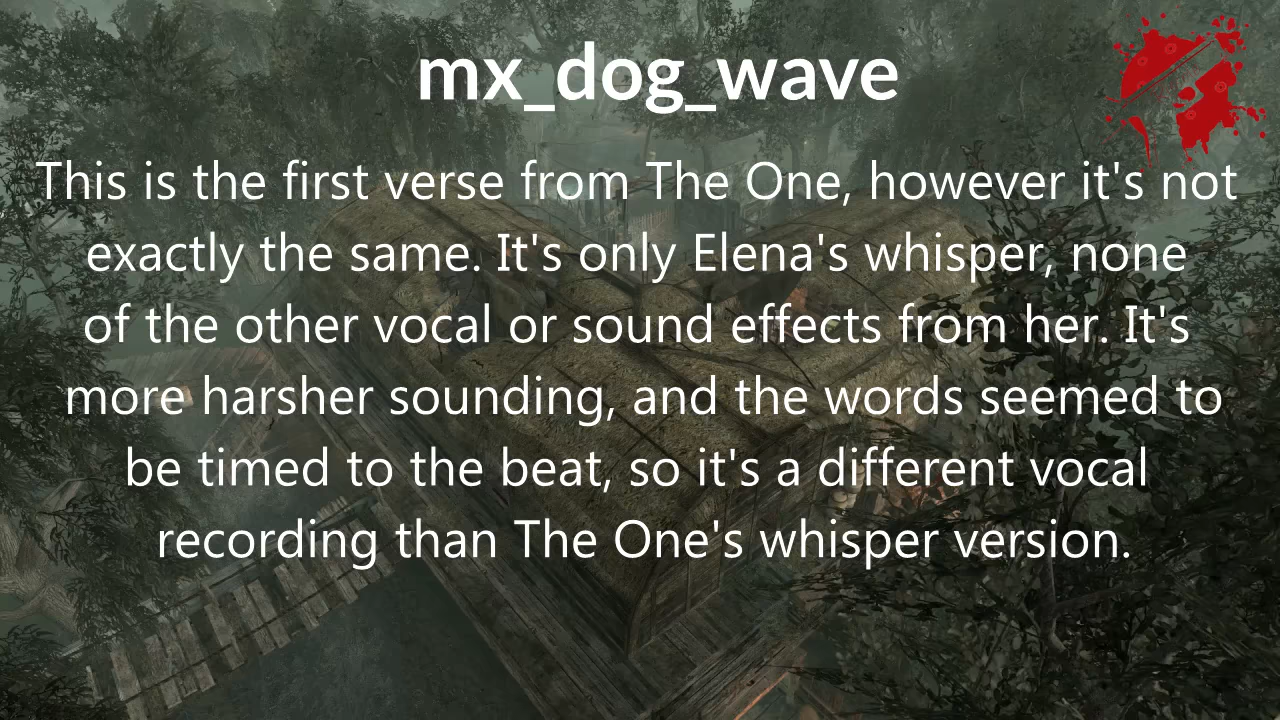 mx_dog_wave
This is the first verse from The One, however it's not
exactly the same. It's only Elena's whisper, none
of the other vocal or sound effects from her. It's
more harsher sounding, and the words seemed to
be timed to the beat, so it's a different vocal
recording than The One's whisper version.